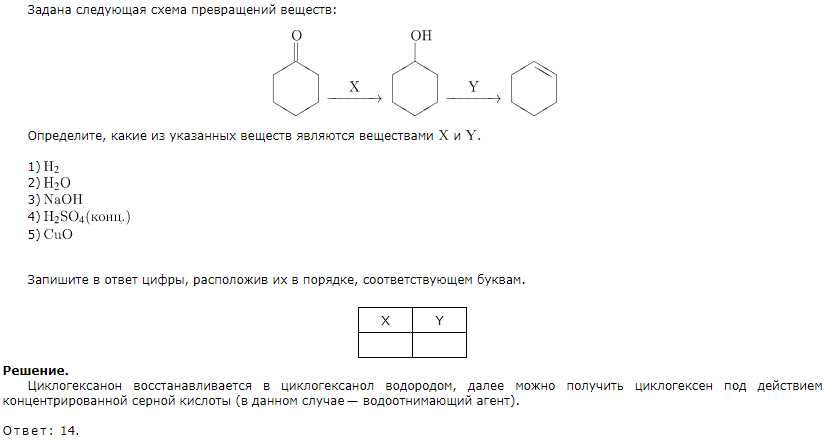 Задана следующая схема превращений веществ:
O
OH
X
Y
Определите, какие из указанных веществ являются веществами X и Y.
1) H₂
2) H₂O
3) NaOH
4) H₂SO₄(конц.)
5) CuO
Запишите в ответ цифры, расположив их в порядке, соответствующем буквам.
X Y
Решение.
Циклогексанон восстанавливается в циклогексанол водородом, далее можно получить циклогексен под действием
концентрированной серной кислоты (в данном случае — водоотнимающий агент).
Ответ: 14.